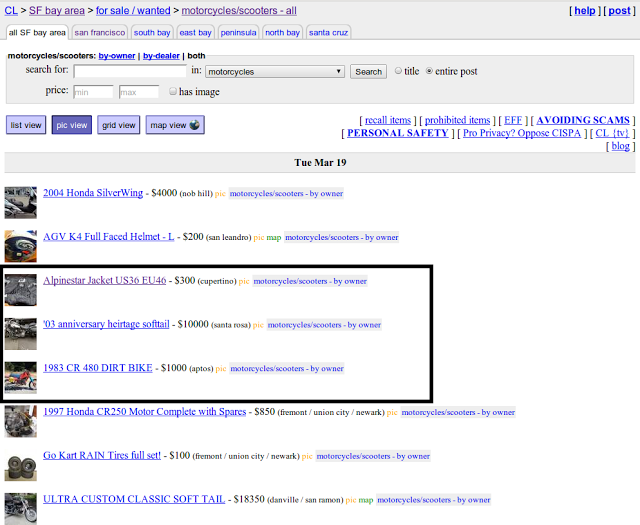 CL > SF bay area > for sale / wanted > motorcycles/scooters - all [ help ] [ post ]
all SF bay area san francisco south bay east bay peninsula north bay santa cruz
motorcycles/scooters: by-owner | by-dealer | both
search for: in: motorcycles Search title entire post
price: min max has image
list view pic view grid view map view
[ recall items ] [ prohibited items ] [ EFF ] [ AVOIDING SCAMS ]
[ PERSONAL SAFETY ] [ Pro Privacy? Oppose CISPA ] [ CL {tv} ]
[ blog ]
Tue Mar 19
2004 Honda SilverWing - $4000 (nob hill) pic motorcycles/scooters - by owner
AGV K4 Full Faced Helmet - L - $200 (san leandro) pic map motorcycles/scooters - by owner
Alpinestar Jacket US36 EU46 - $300 (cupertino) pic motorcycles/scooters - by owner
'03 anniversary heirtage softtail - $10000 (santa rosa) pic motorcycles/scooters - by owner
1983 CR 480 DIRT BIKE - $1000 (aptos) pic motorcycles/scooters - by owner
1997 Honda CR250 Motor Complete with Spares - $850 (fremont / union city / newark) pic motorcycles/scooters - by owner
Go Kart RAIN Tires full set! - $100 (fremont / union city / newark) pic motorcycles/scooters - by owner
ULTRA CUSTOM CLASSIC SOFT TAIL - $18350 (danville / san ramon) pic map motorcycles/scooters - by owner